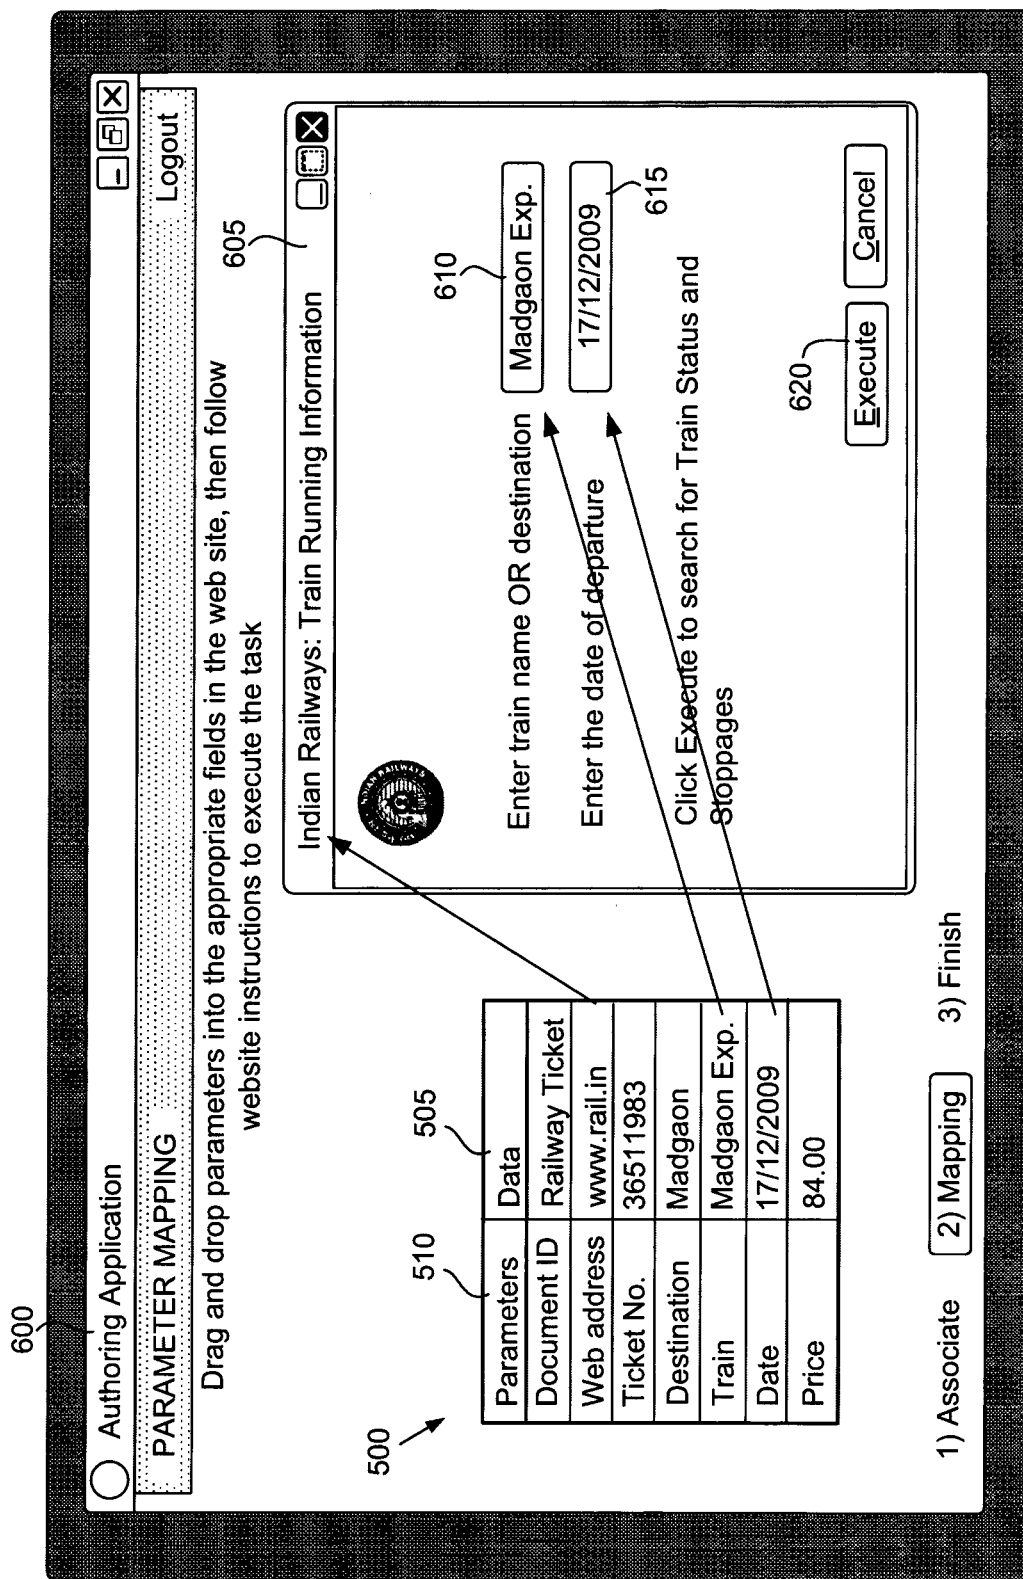 600
Authoring Application
PARAMETER MAPPING
Logout
Drag and drop parameters into the appropriate fields in the web site, then follow
website instructions to execute the task
500
510
505
Parameters Data
Document ID Railway Ticket
Web address www.rail.in
Ticket No. 36511983
Destination Madgaon
Train Madgaon Exp.
Date 17/12/2009
Price 84.00
605
Indian Railways: Train Running Information
INDIAN RAILWAYS
610
Enter train name OR destination Madgaon Exp.
Enter the date of departure 17/12/2009
615
Click Execute to search for Train Status and
Stoppages
620
Execute Cancel
1) Associate 2) Mapping 3) Finish